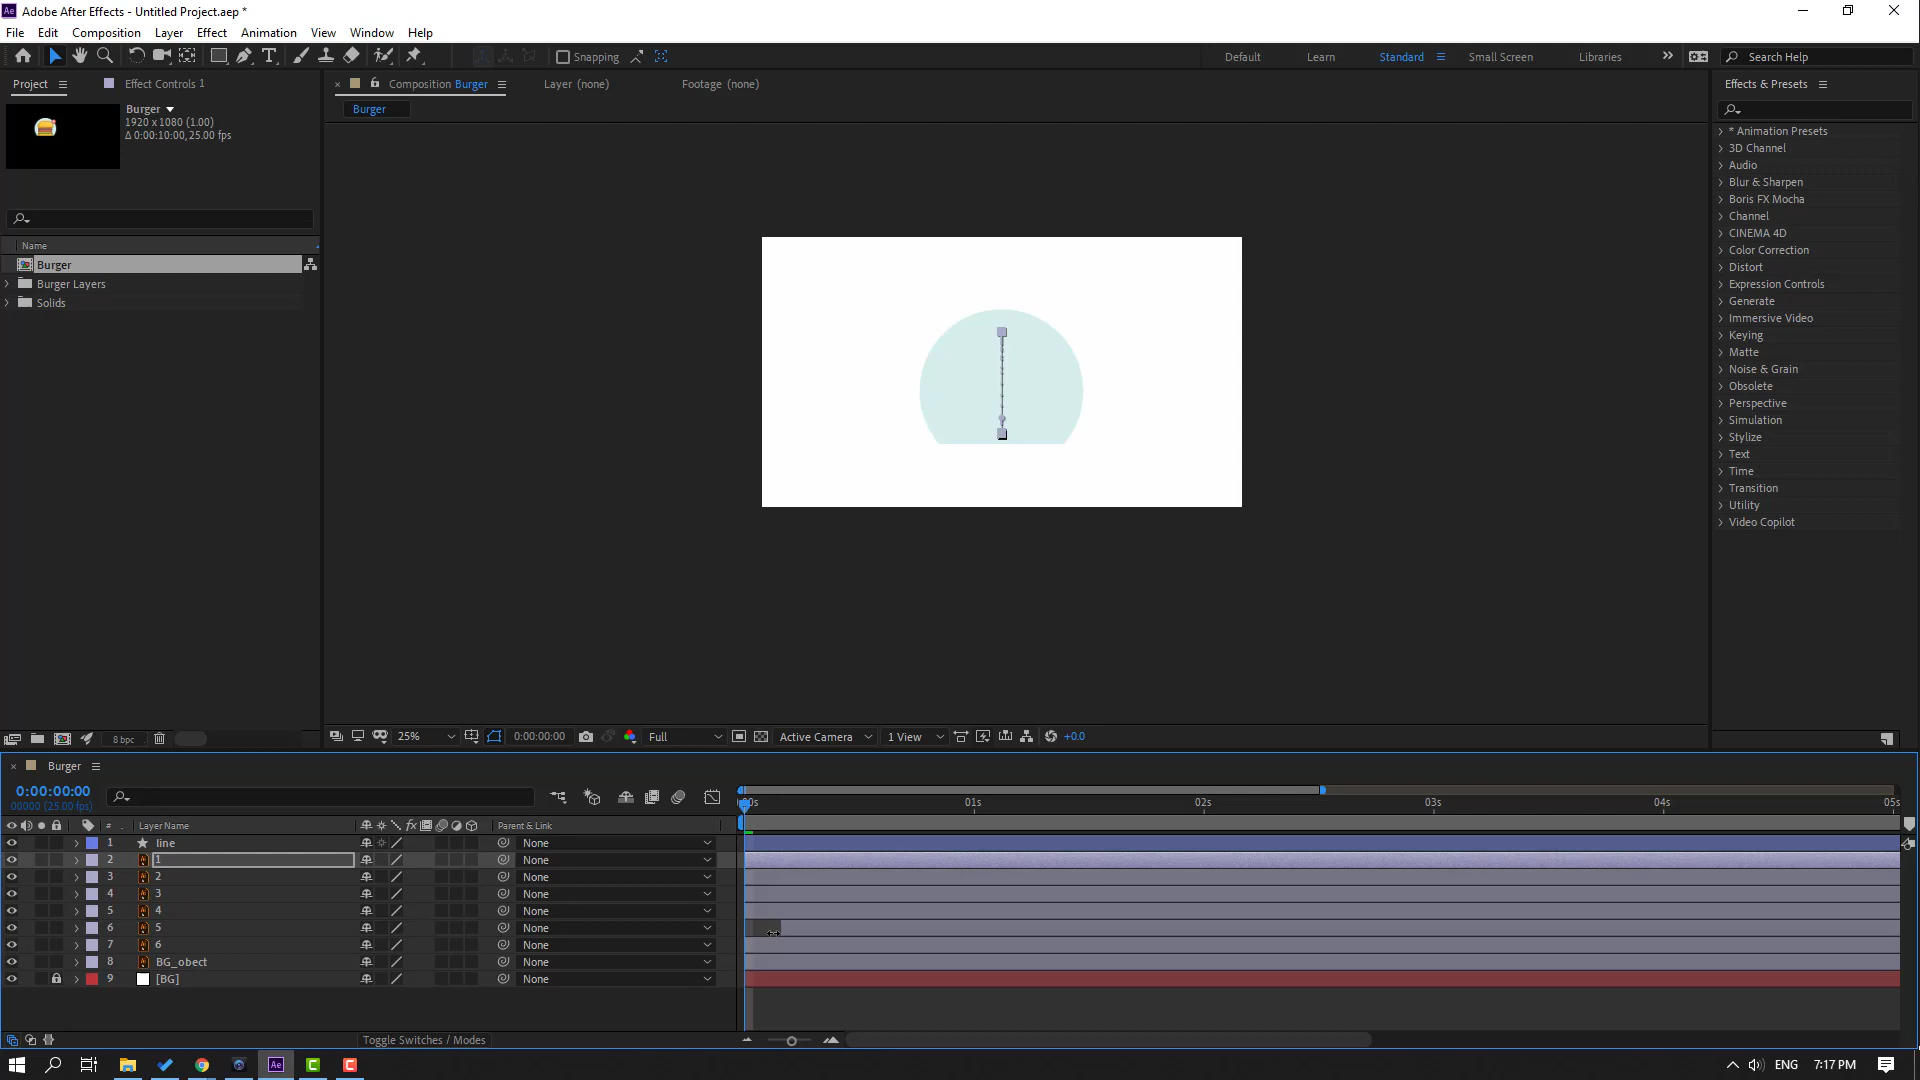 Ae Adobe After Effects - Untitled Project.aep *
File Edit Composition Layer Effect Animation View Window Help
Snapping Default Learn Standard Small Screen Libraries Search Help
Project Effect Controls 1
Composition Burger Layer (none) Footage (none)
Effects & Presets
Burger
1920 x 1080 (1.00)
Δ 0:00:10:00, 25.00 fps
Burger
Name
Burger
Burger Layers
Solids
* Animation Presets
3D Channel
Audio
Blur & Sharpen
Boris FX Mocha
Channel
CINEMA 4D
Color Correction
Distort
Expression Controls
Generate
Immersive Video
Keying
Matte
Noise & Grain
Obsolete
Perspective
Simulation
Stylize
Text
Time
Transition
Utility
Video Copilot
8 bpc
25% 0:00:00:00 Full Active Camera 1 View +0.0
Burger
0:00:00:00
00000 (25.00 fps)
:00s 01s 02s 03s 04s 05s
# Layer Name fx Parent & Link
1 line None
2 1 None
3 2 None
4 3 None
5 4 None
6 5 None
7 6 None
8 BG_obect None
9 [BG] None
Toggle Switches / Modes
Ae ENG 7:17 PM